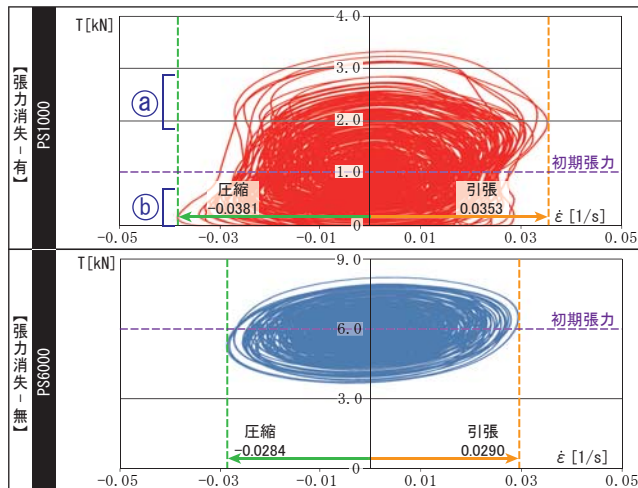 【張力消失－有】
PS1000
T[kN]
4.0
3.0
2.0
1.0
0
ⓐ
ⓑ
初期張力
圧縮
-0.0381
引張
0.0353
ε̇ [1/s]
-0.05 -0.03 -0.01 0.01 0.03 0.05
【張力消失－無】
PS6000
T[kN]
9.0
6.0
3.0
0
初期張力
圧縮
-0.0284
引張
0.0290
ε̇ [1/s]
-0.05 -0.03 -0.01 0.01 0.03 0.05